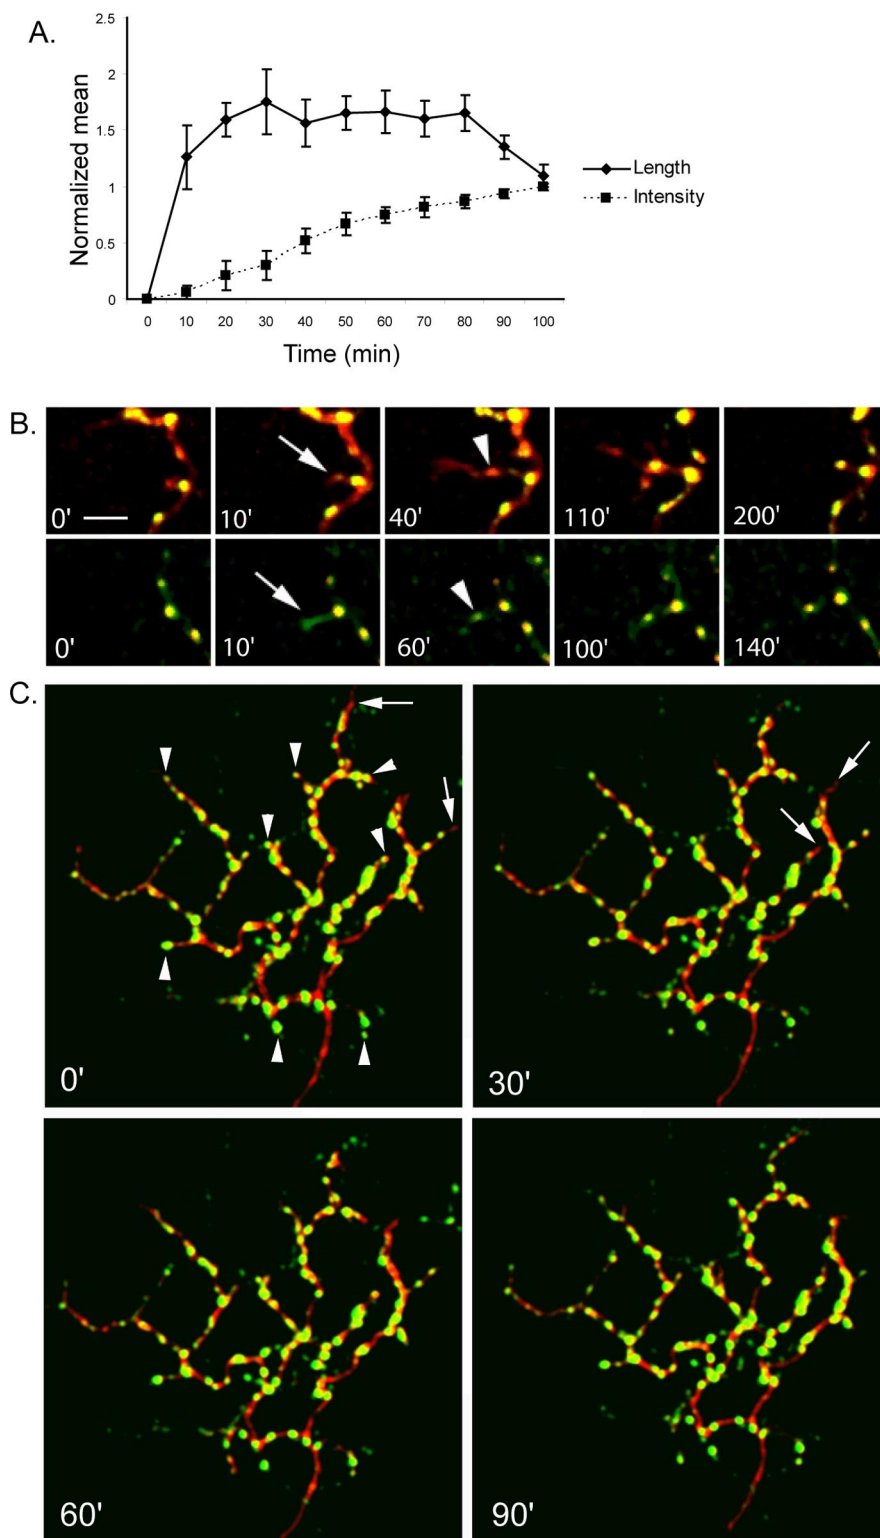 A.
Normalized mean
2.5
2
1.5
1
0.5
0
0 10 20 30 40 50 60 70 80 90 100
Time (min)
Length
Intensity
B.
0' 10' 40' 110' 200'
0' 10' 60' 100' 140'
C.
0' 30'
60' 90'